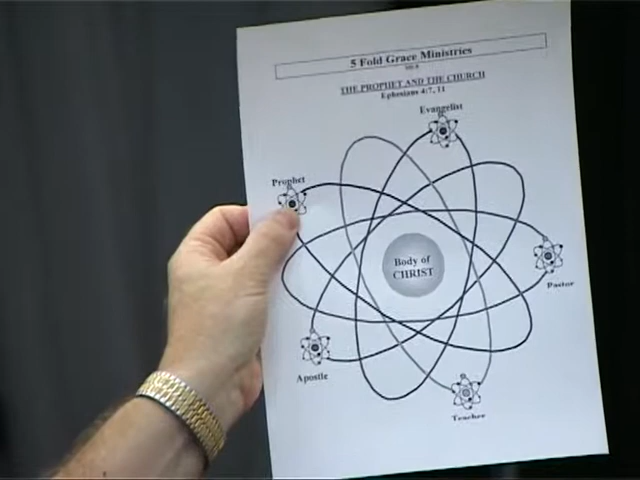 5 Fold Grace Ministries
THE PROPHET AND THE CHURCH
Ephesians 4:7, 11
Evangelist
Prophet
Body of
CHRIST
Pastor
Apostle
Teacher